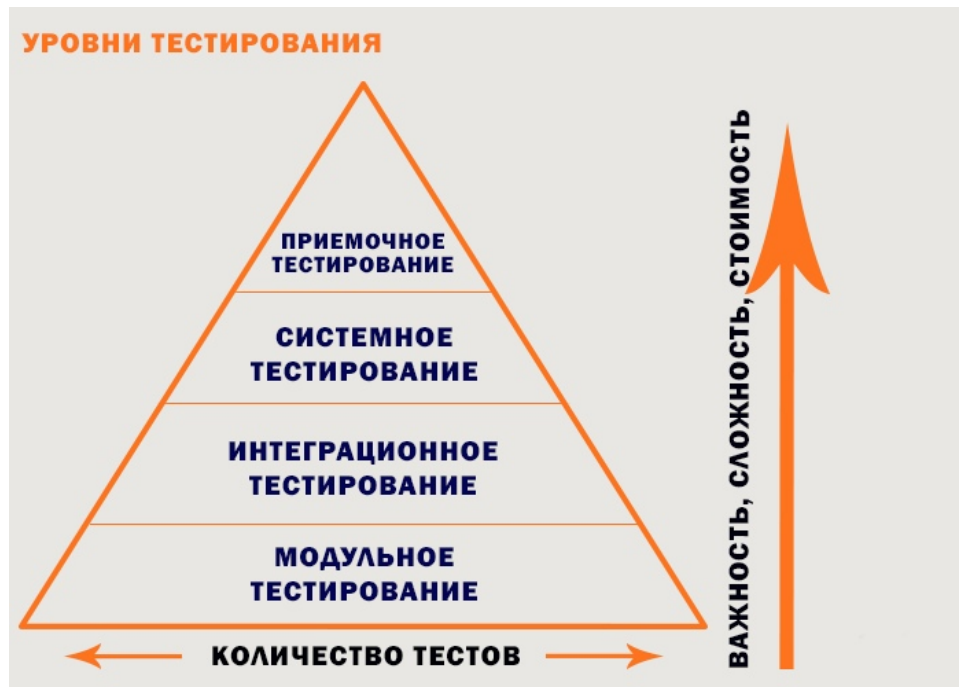 УРОВНИ ТЕСТИРОВАНИЯ
ПРИЕМОЧНОЕ
ТЕСТИРОВАНИЕ
СИСТЕМНОЕ
ТЕСТИРОВАНИЕ
ИНТЕГРАЦИОННОЕ
ТЕСТИРОВАНИЕ
МОДУЛЬНОЕ
ТЕСТИРОВАНИЕ
КОЛИЧЕСТВО ТЕСТОВ
ВАЖНОСТЬ, СЛОЖНОСТЬ, СТОИМОСТЬ